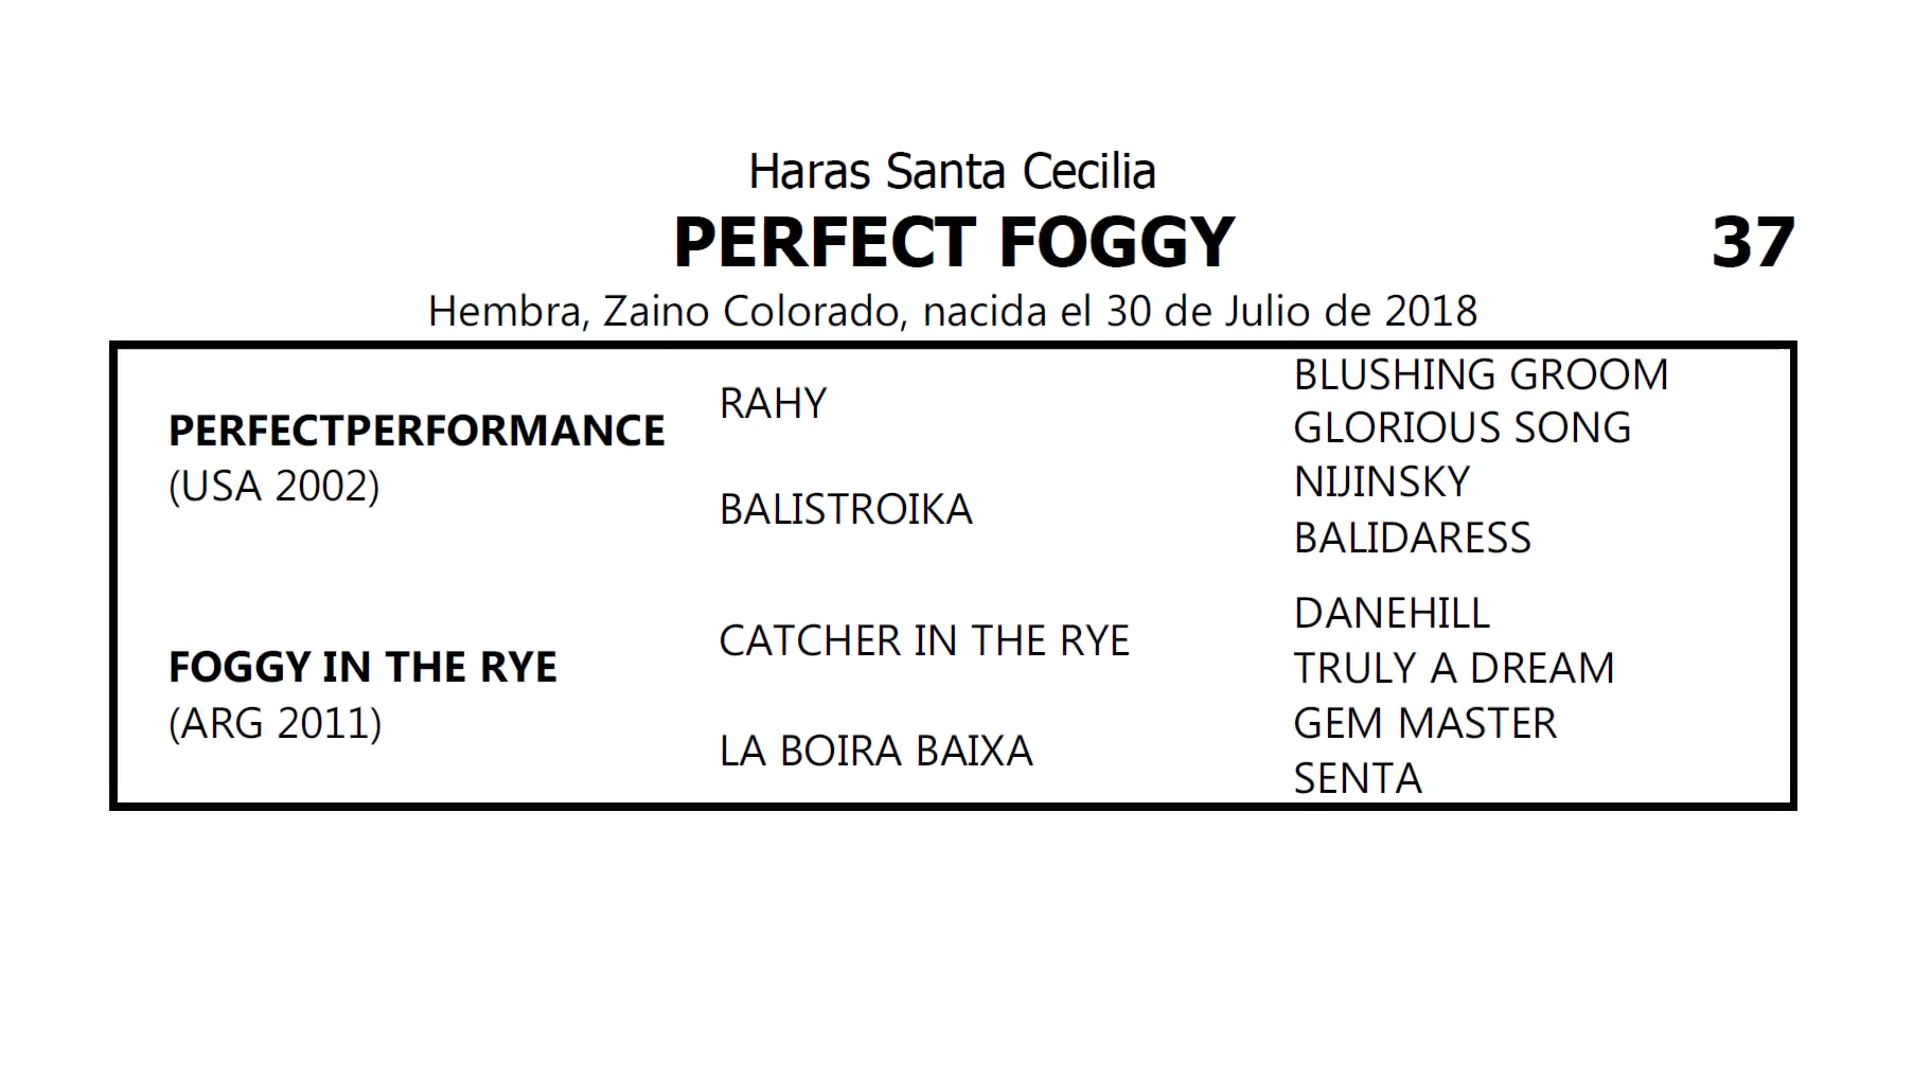 Haras Santa Cecilia
PERFECT FOGGY
37
Hembra, Zaino Colorado, nacida el 30 de Julio de 2018
PERFECTPERFORMANCE
(USA 2002)
RAHY
BALISTROIKA
BLUSHING GROOM
GLORIOUS SONG
NIJINSKY
BALIDARESS
FOGGY IN THE RYE
(ARG 2011)
CATCHER IN THE RYE
LA BOIRA BAIXA
DANEHILL
TRULY A DREAM
GEM MASTER
SENTA